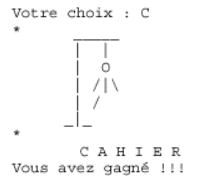 Votre choix : C
*
O
*
C A H I E R
Vous avez gagné !!!